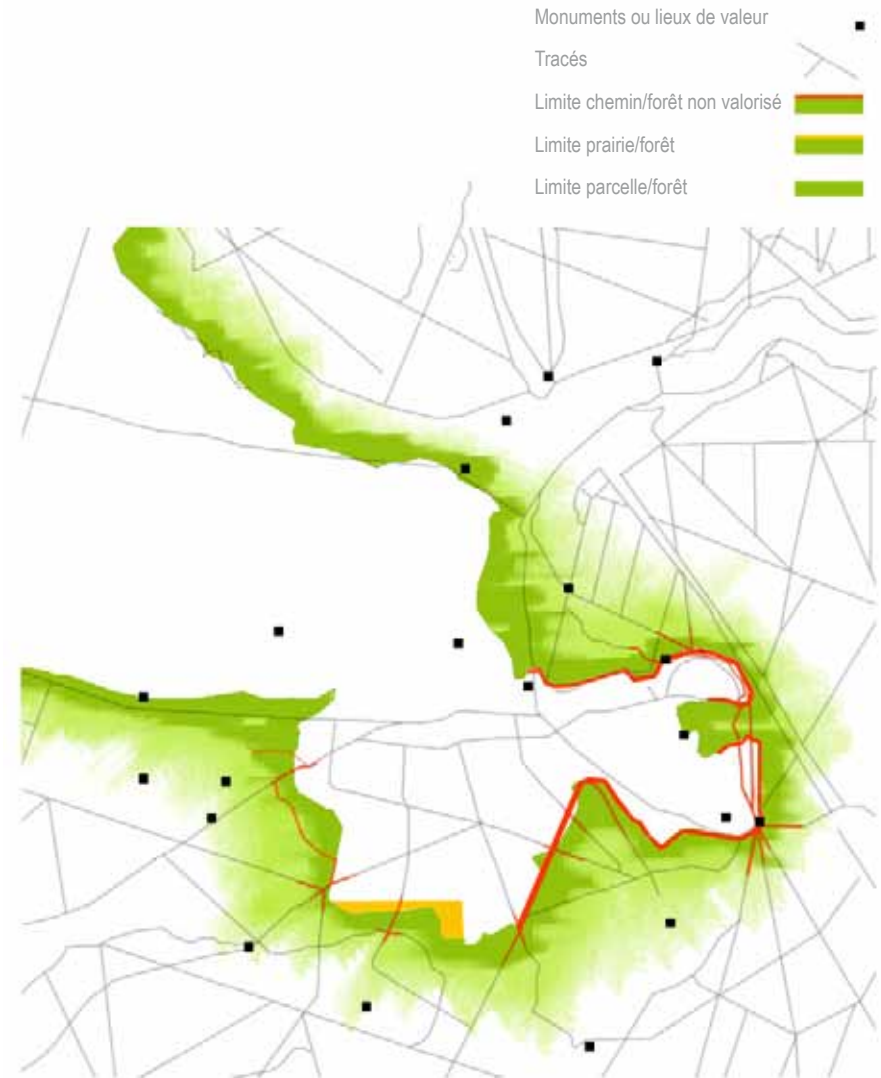 Monuments ou lieux de valeur
Tracés
Limite chemin/forêt non valorisé
Limite prairie/forêt
Limite parcelle/forêt